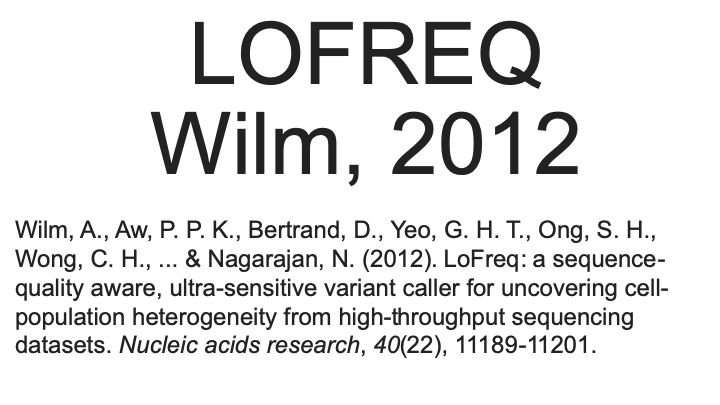 LOFREQ
Wilm, 2012
Wilm, A., Aw, P. P. K., Bertrand, D., Yeo, G. H. T., Ong, S. H.,
Wong, C. H., ... & Nagarajan, N. (2012). LoFreq: a sequence-
quality aware, ultra-sensitive variant caller for uncovering cell-
population heterogeneity from high-throughput sequencing
datasets. Nucleic acids research, 40(22), 11189-11201.